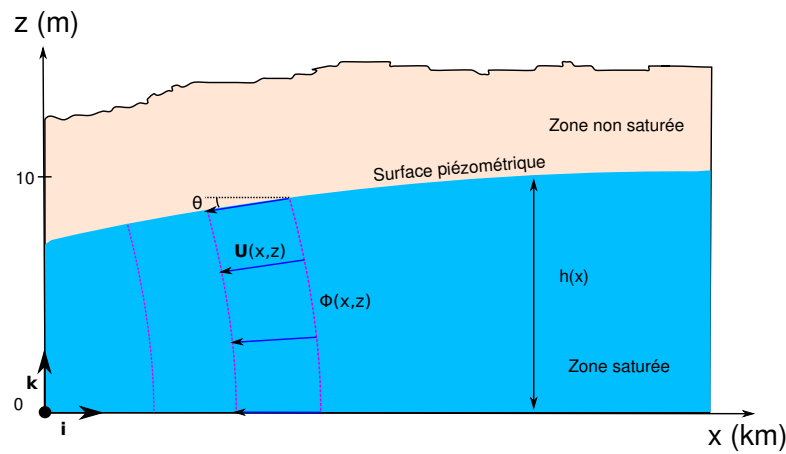 z (m)
Zone non saturée
Surface piézométrique
10
θ
U(x,z)
Φ(x,z)
h(x)
Zone saturée
k
0
i
x (km)